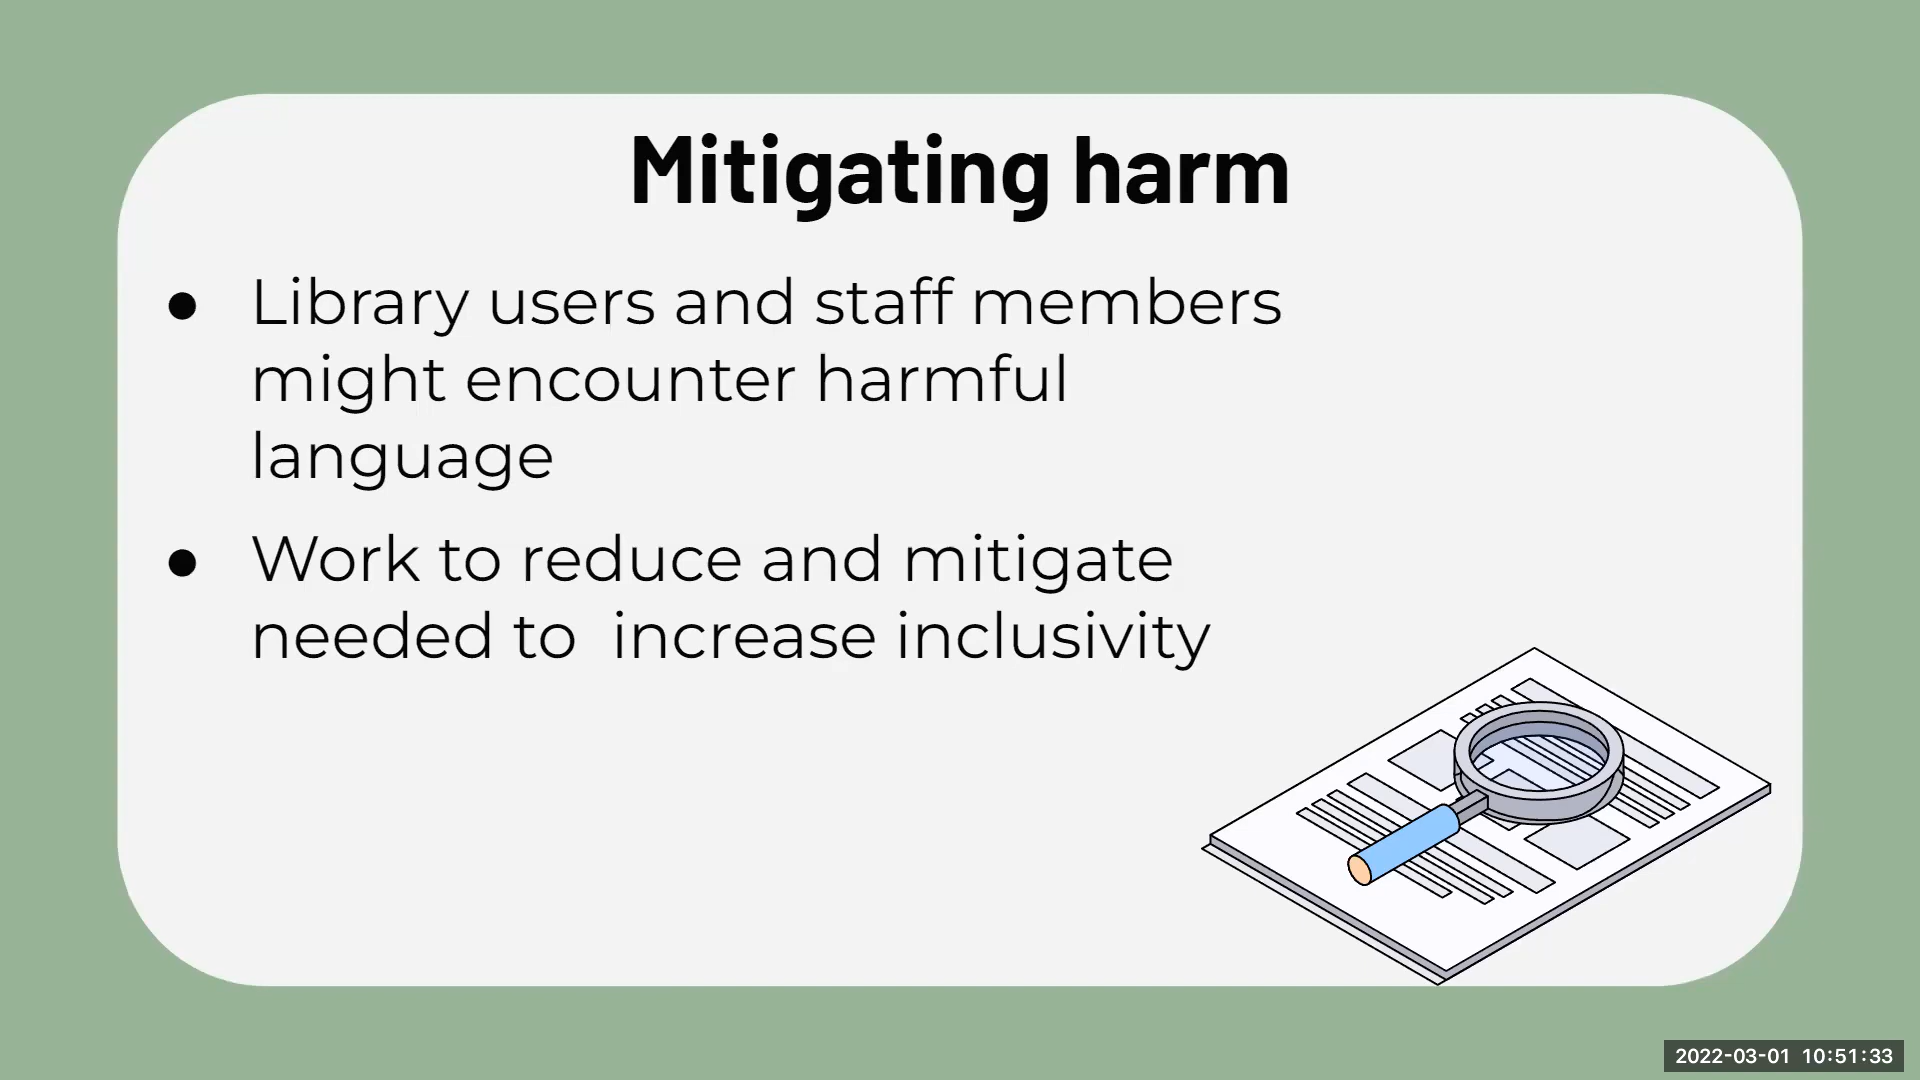 Mitigating harm
● Library users and staff members
might encounter harmful
language
● Work to reduce and mitigate
needed to  increase inclusivity
2022-03-01 10:51:33